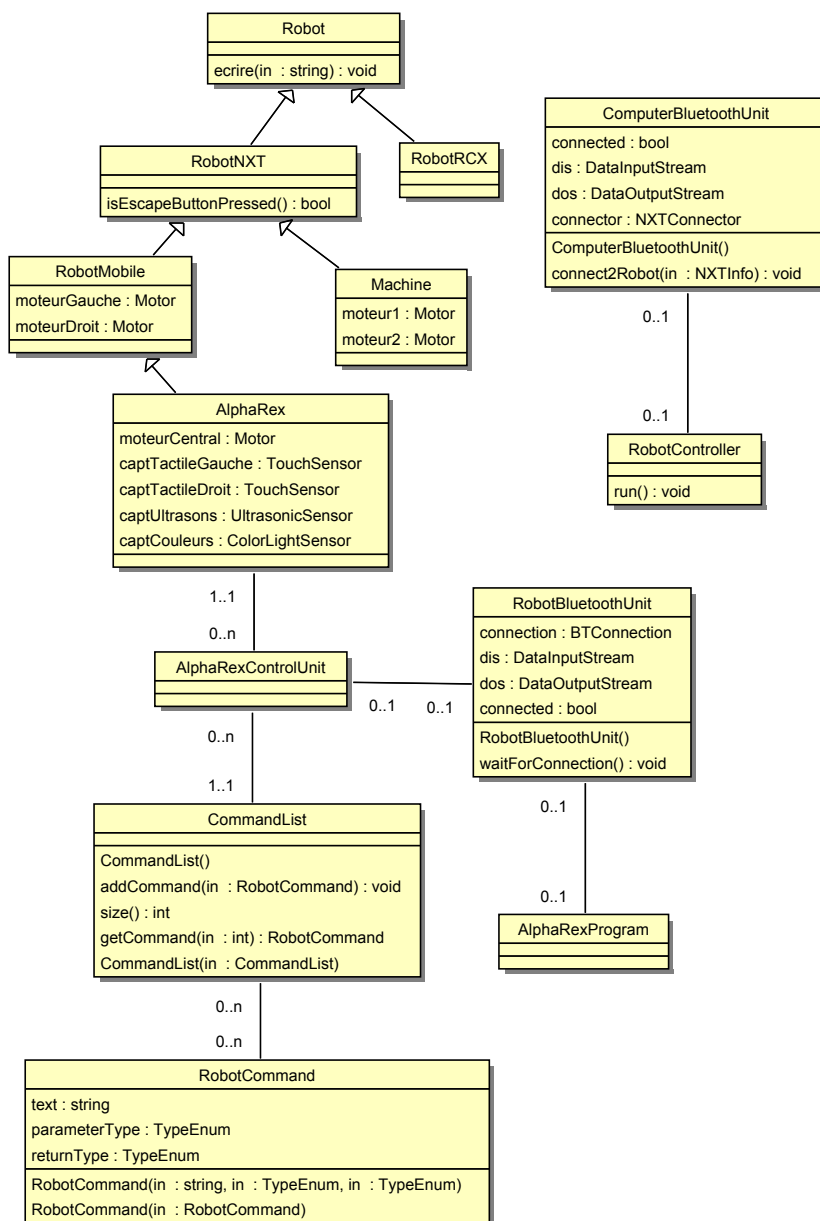 Robot
ecrire(in : string) : void
RobotNXT
isEscapeButtonPressed() : bool
RobotRCX
ComputerBluetoothUnit
connected : bool
dis : DataInputStream
dos : DataOutputStream
connector : NXTConnector
ComputerBluetoothUnit()
connect2Robot(in : NXTInfo) : void
RobotMobile
moteurGauche : Motor
moteurDroit : Motor
Machine
moteur1 : Motor
moteur2 : Motor
0..1
0..1
RobotController
run() : void
AlphaRex
moteurCentral : Motor
captTactileGauche : TouchSensor
captTactileDroit : TouchSensor
captUltrasons : UltrasonicSensor
captCouleurs : ColorLightSensor
1..1
0..n
AlphaRexControlUnit
0..1
0..1
RobotBluetoothUnit
connection : BTConnection
dis : DataInputStream
dos : DataOutputStream
connected : bool
RobotBluetoothUnit()
waitForConnection() : void
0..n
1..1
CommandList
CommandList()
addCommand(in : RobotCommand) : void
size() : int
getCommand(in : int) : RobotCommand
CommandList(in : CommandList)
0..1
0..1
AlphaRexProgram
0..n
0..n
RobotCommand
text : string
parameterType : TypeEnum
returnType : TypeEnum
RobotCommand(in : string, in : TypeEnum, in : TypeEnum)
RobotCommand(in : RobotCommand)